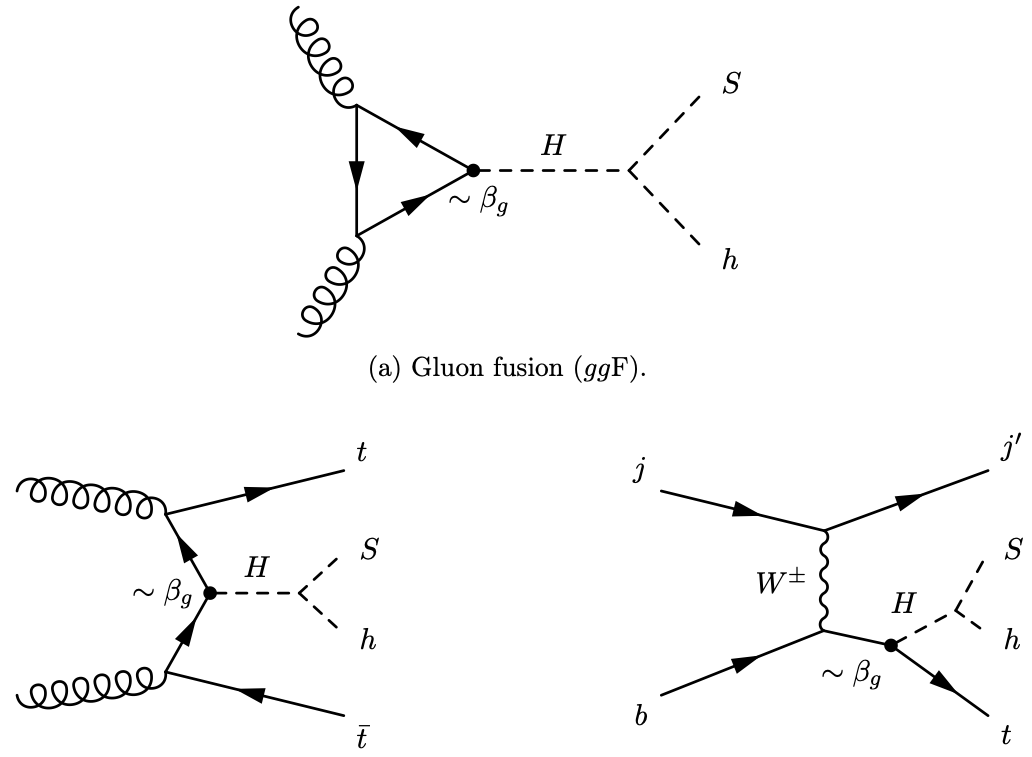 S
H
∼ β_g
h
(a) Gluon fusion (ggF).
t
S
H
∼ β_g
h
t̄
j
j′
S
W^±
H
h
∼ β_g
b
t